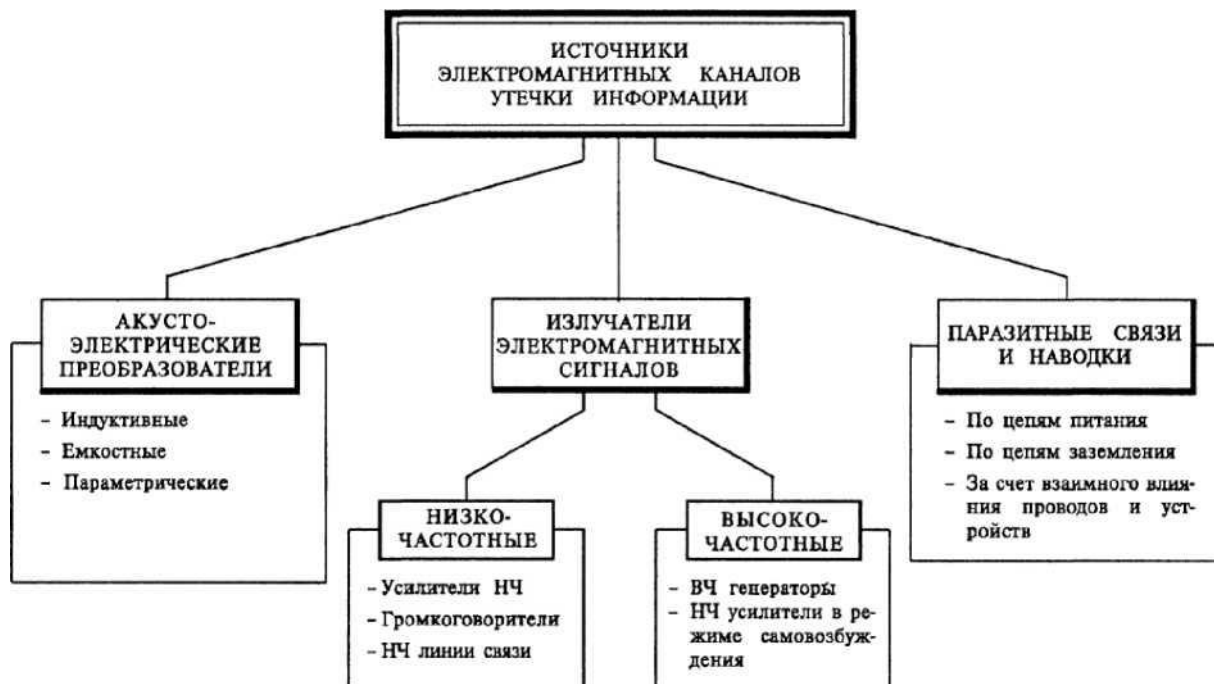 ИСТОЧНИКИ
ЭЛЕКТРОМАГНИТНЫХ КАНАЛОВ
УТЕЧКИ ИНФОРМАЦИИ
АКУСТО-
ЭЛЕКТРИЧЕСКИЕ
ПРЕОБРАЗОВАТЕЛИ
- Индуктивные
- Емкостные
- Параметрические
ИЗЛУЧАТЕЛИ
ЭЛЕКТРОМАГНИТНЫХ
СИГНАЛОВ
НИЗКО-
ЧАСТОТНЫЕ
- Усилители НЧ
- Громкоговорители
- НЧ линии связи
ВЫСОКО-
ЧАСТОТНЫЕ
- ВЧ генераторы
- НЧ усилители в ре-
жиме самовозбуж-
дения
ПАРАЗИТНЫЕ СВЯЗИ
И НАВОДКИ
- По цепям питания
- По цепям заземления
- За счет взаимного влия-
ния проводов и уст-
ройств